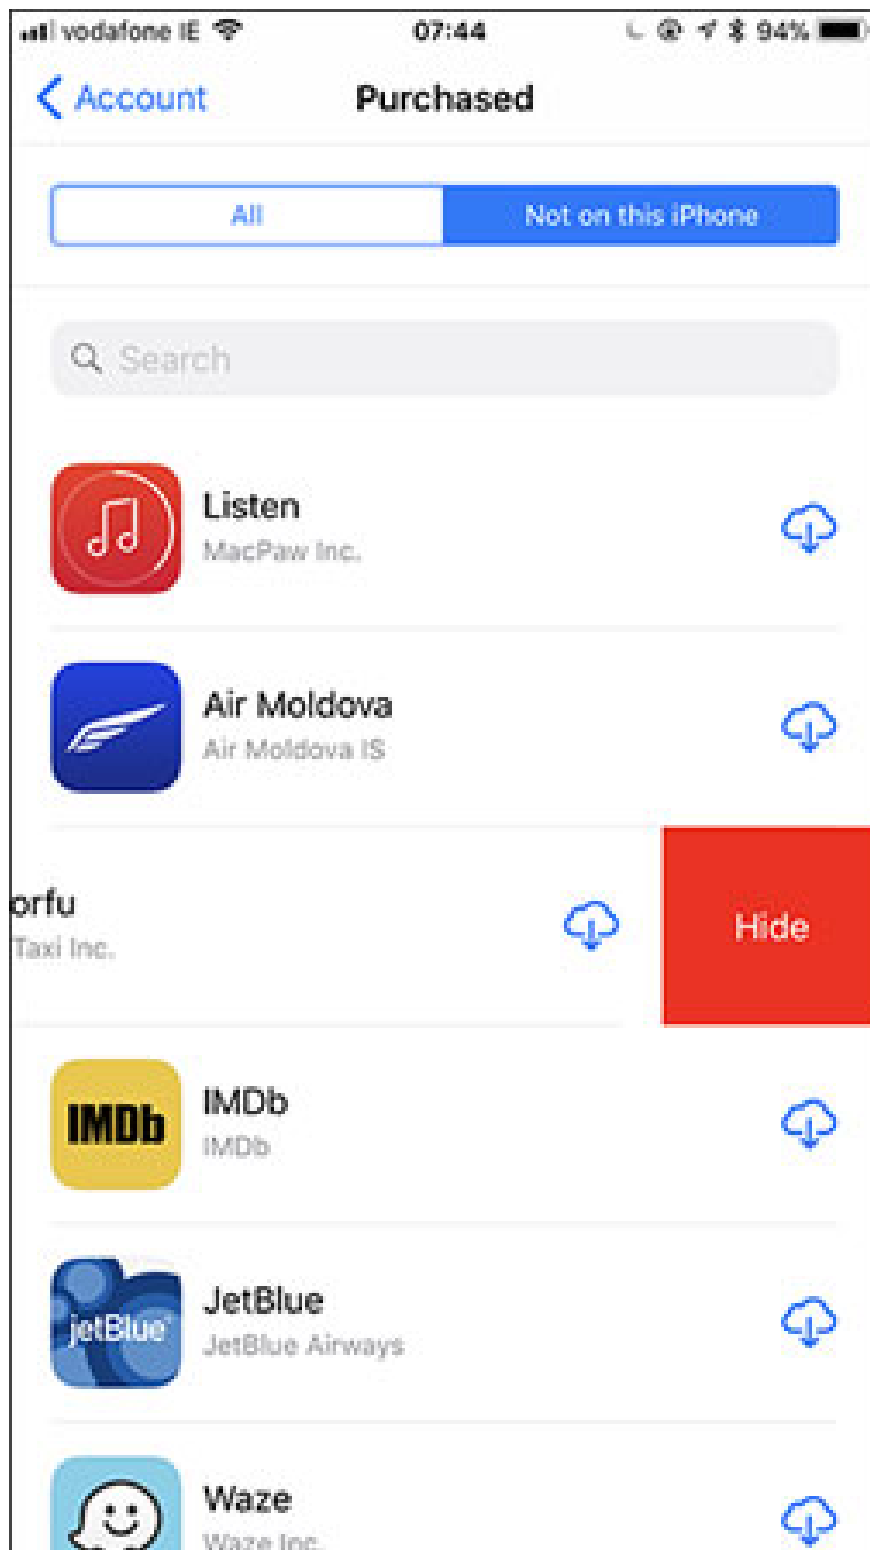 vodafone IE 07:44 94%
Account Purchased
All Not on this iPhone
Search
Listen
MacPaw Inc.
Air Moldova
Air Moldova IS
orfu
Taxi Inc.
Hide
IMDb
IMDb
IMDb
jetBlue
JetBlue
JetBlue Airways
Waze
Waze Inc.